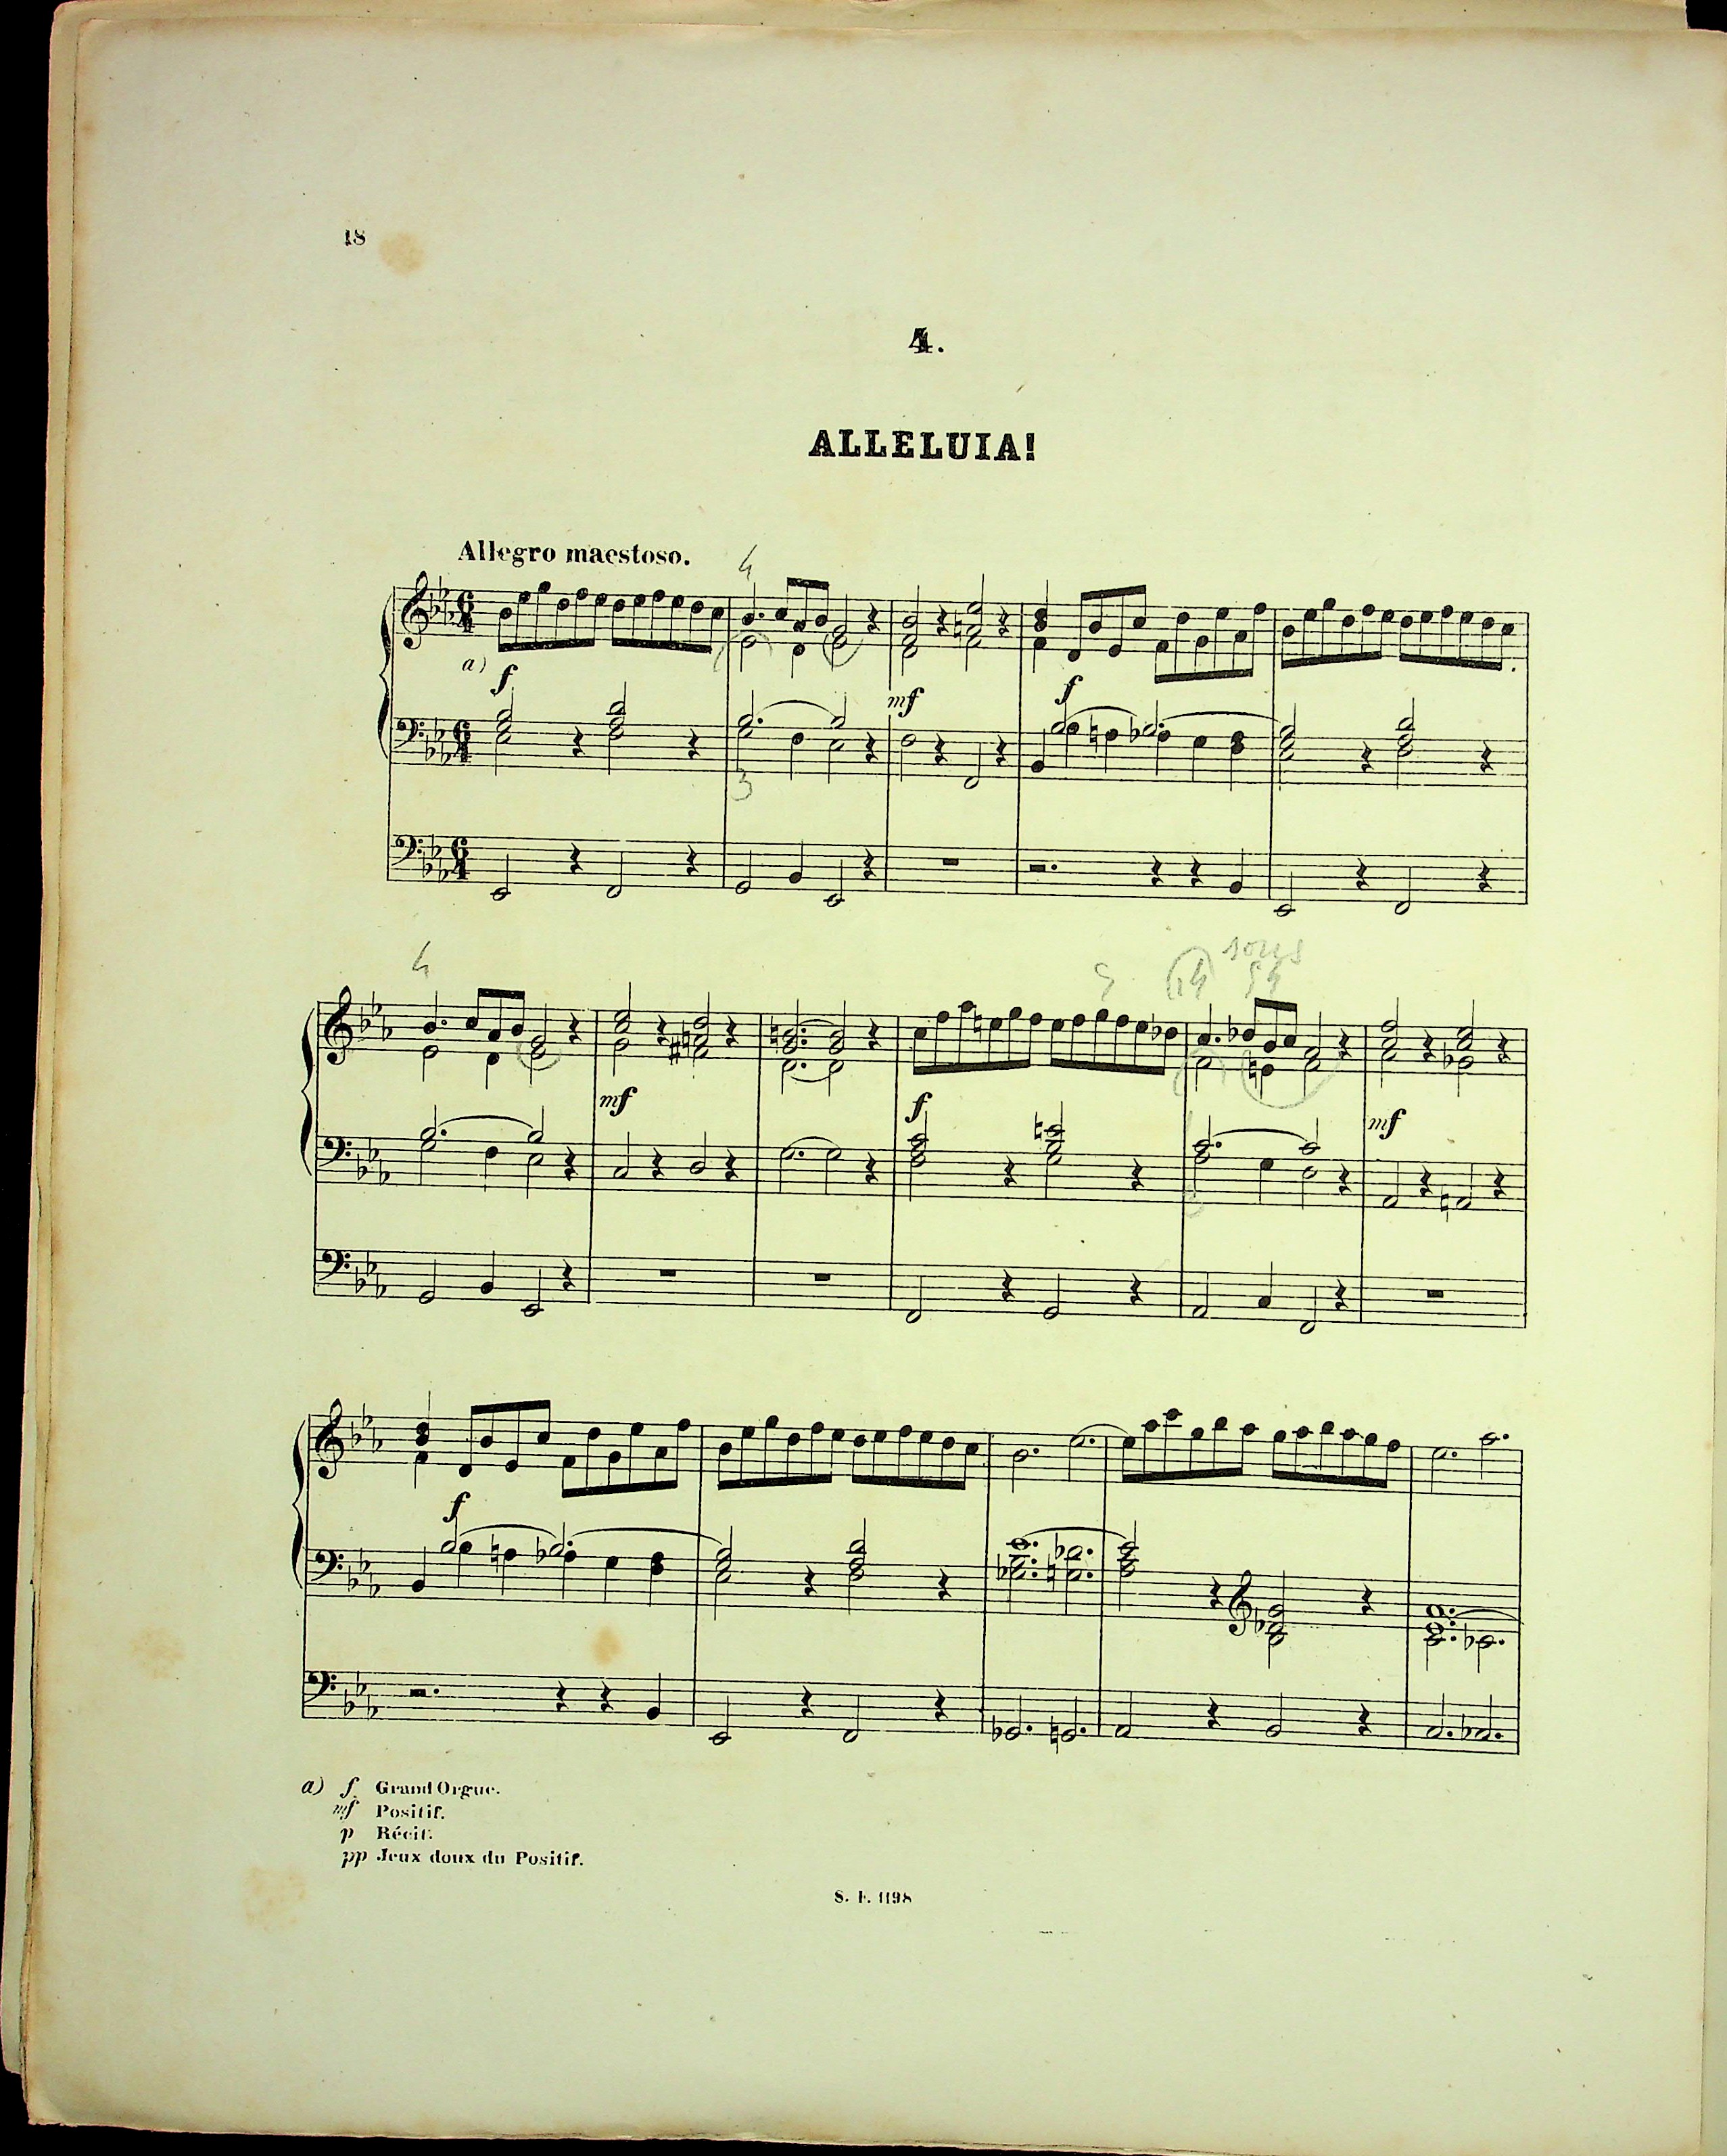 18
4.
ALLELUIA!
Allegro maestoso.
4
a) f
mf
f
3
sous
4
5
14
54
mf
f
mf
f
a) f Grand Orgue.
mf Positif.
p Récit.
pp Jeux doux du Positif.
S. F. 1198